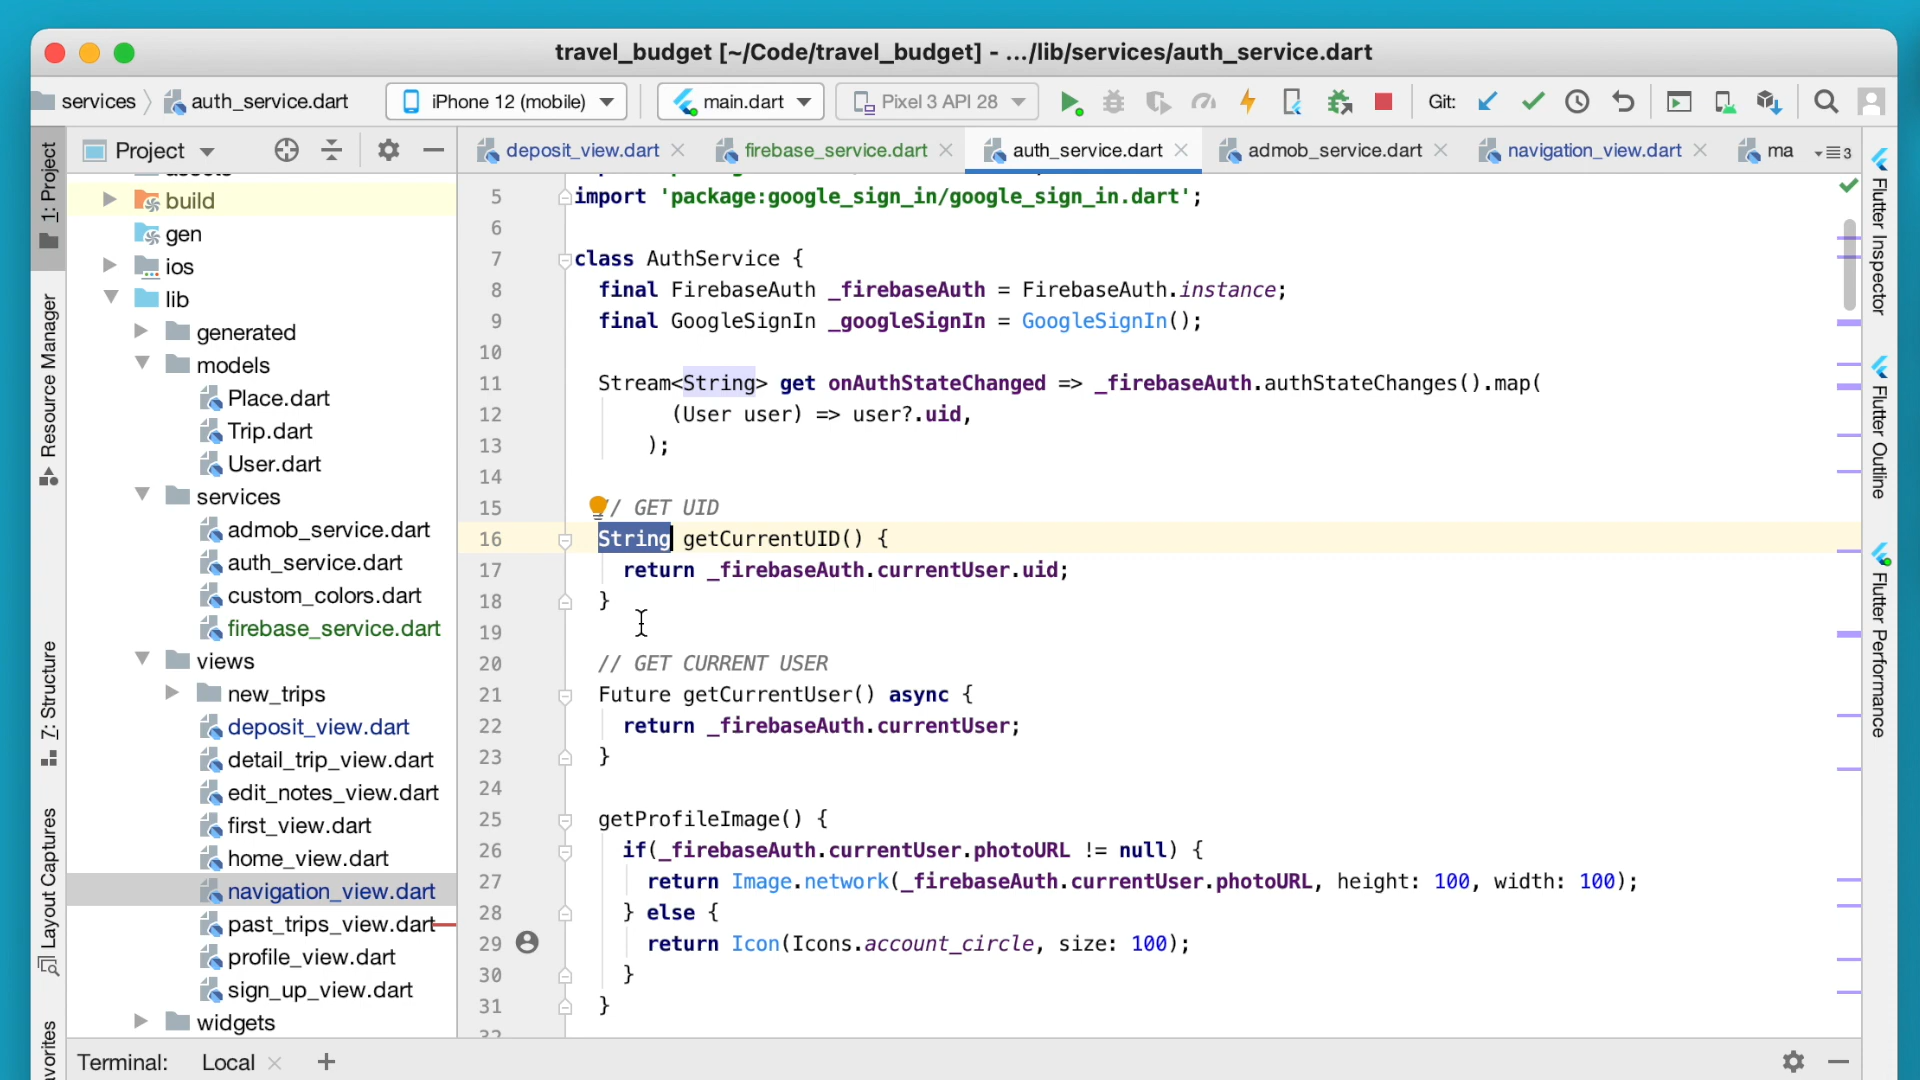 travel_budget [~/Code/travel_budget] - .../lib/services/auth_service.dart
services auth_service.dart iPhone 12 (mobile) main.dart Pixel 3 API 28 Git:
1: Project
Resource Manager
7: Structure
Layout Captures
Project
build
gen
ios
lib
generated
models
Place.dart
Trip.dart
User.dart
services
admob_service.dart
auth_service.dart
custom_colors.dart
firebase_service.dart
views
new_trips
deposit_view.dart
detail_trip_view.dart
edit_notes_view.dart
first_view.dart
home_view.dart
navigation_view.dart
past_trips_view.dart
profile_view.dart
sign_up_view.dart
widgets
deposit_view.dart firebase_service.dart auth_service.dart admob_service.dart navigation_view.dart ma 3
5 import 'package:google_sign_in/google_sign_in.dart';
6
7 class AuthService {
8 final FirebaseAuth _firebaseAuth = FirebaseAuth.instance;
9 final GoogleSignIn _googleSignIn = GoogleSignIn();
10
11 Stream<String> get onAuthStateChanged => _firebaseAuth.authStateChanges().map(
12 (User user) => user?.uid,
13 );
14
15 // GET UID
16 String getCurrentUID() {
17 return _firebaseAuth.currentUser.uid;
18 }
19
20 // GET CURRENT USER
21 Future getCurrentUser() async {
22 return _firebaseAuth.currentUser;
23 }
24
25 getProfileImage() {
26 if(_firebaseAuth.currentUser.photoURL != null) {
27 return Image.network(_firebaseAuth.currentUser.photoURL, height: 100, width: 100);
28 } else {
29 return Icon(Icons.account_circle, size: 100);
30 }
31 }
Flutter Inspector
Flutter Outline
Flutter Performance
Terminal: Local